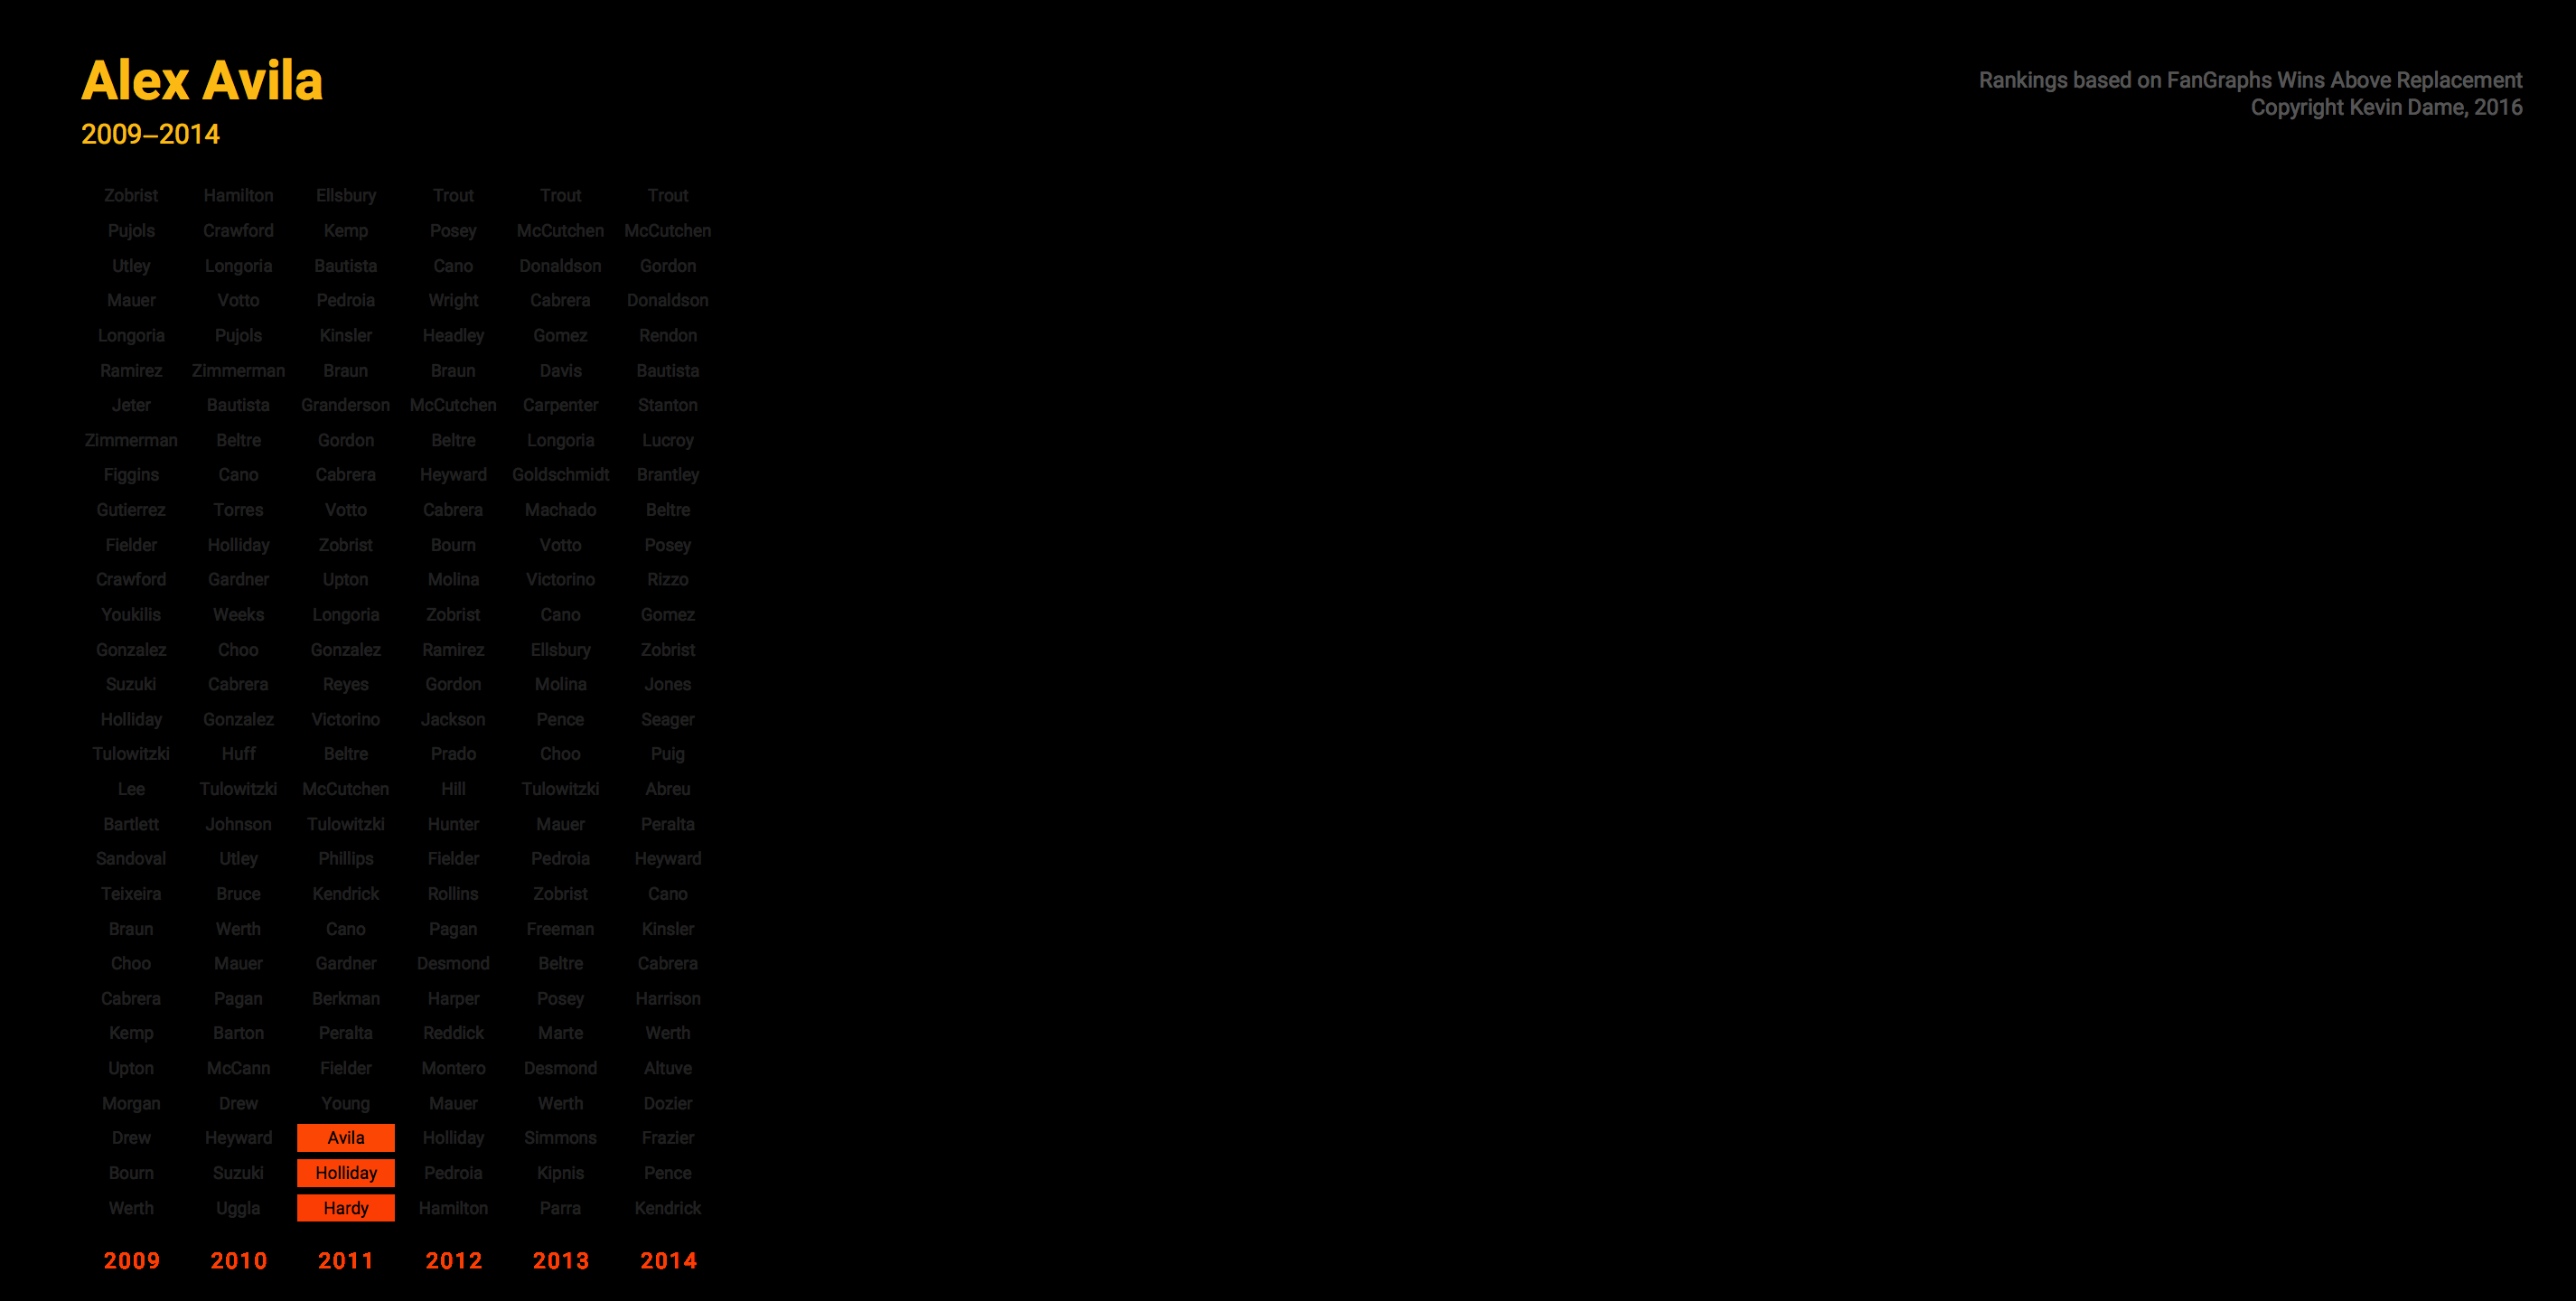 Alex Avila
2009–2014
Rankings based on FanGraphs Wins Above Replacement
Copyright Kevin Dame, 2016
Zobrist Hamilton Ellsbury Trout Trout Trout
Pujols Crawford Kemp Posey McCutchen McCutchen
Utley Longoria Bautista Cano Donaldson Gordon
Mauer Votto Pedroia Wright Cabrera Donaldson
Longoria Pujols Kinsler Headley Gomez Rendon
Ramirez Zimmerman Braun Braun Davis Bautista
Jeter Bautista Granderson McCutchen Carpenter Stanton
Zimmerman Beltre Gordon Beltre Longoria Lucroy
Figgins Cano Cabrera Heyward Goldschmidt Brantley
Gutierrez Torres Votto Cabrera Machado Beltre
Fielder Holliday Zobrist Bourn Votto Posey
Crawford Gardner Upton Molina Victorino Rizzo
Youkilis Weeks Longoria Zobrist Cano Gomez
Gonzalez Choo Gonzalez Ramirez Ellsbury Zobrist
Suzuki Cabrera Reyes Gordon Molina Jones
Holliday Gonzalez Victorino Jackson Pence Seager
Tulowitzki Huff Beltre Prado Choo Puig
Lee Tulowitzki McCutchen Hill Tulowitzki Abreu
Bartlett Johnson Tulowitzki Hunter Mauer Peralta
Sandoval Utley Phillips Fielder Pedroia Heyward
Teixeira Bruce Kendrick Rollins Zobrist Cano
Braun Werth Cano Pagan Freeman Kinsler
Choo Mauer Gardner Desmond Beltre Cabrera
Cabrera Pagan Berkman Harper Posey Harrison
Kemp Barton Peralta Reddick Marte Werth
Upton McCann Fielder Montero Desmond Altuve
Morgan Drew Young Mauer Werth Dozier
Drew Heyward Avila Holliday Simmons Frazier
Bourn Suzuki Holliday Pedroia Kipnis Pence
Werth Uggla Hardy Hamilton Parra Kendrick
2009 2010 2011 2012 2013 2014